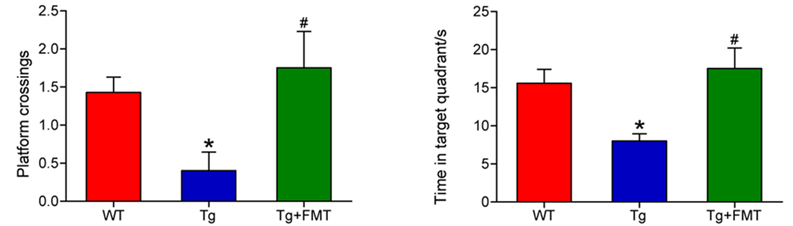 Platform crossings
2.5
2.0
1.5
1.0
0.5
0.0
*
#
WT
Tg
Tg+FMT
Time in target quadrant/s
25
20
15
10
5
0
*
#
WT
Tg
Tg+FMT